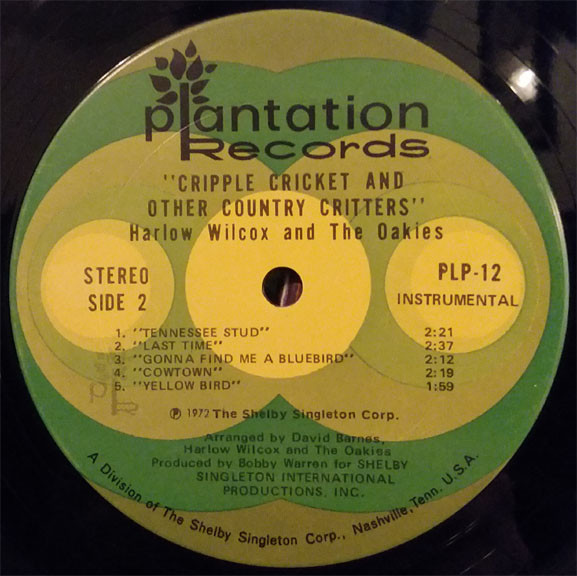 plantation
Records
"CRIPPLE CRICKET AND
OTHER COUNTRY CRITTERS"
Harlow Wilcox and The Oakies
STEREO
SIDE 2
PLP-12
INSTRUMENTAL
1. "TENNESSEE STUD" 2:21
2. "LAST TIME" 2:37
3. "GONNA FIND ME A BLUEBIRD" 2:12
4. "COWTOWN" 2:19
5. "YELLOW BIRD" 1:59
℗ 1972 The Shelby Singleton Corp.
Arranged by David Barnes,
Harlow Wilcox and The Oakies
Produced by Bobby Warren for SHELBY
SINGLETON INTERNATIONAL
PRODUCTIONS, INC.
A Division of The Shelby Singleton Corp., Nashville, Tenn. U.S.A.